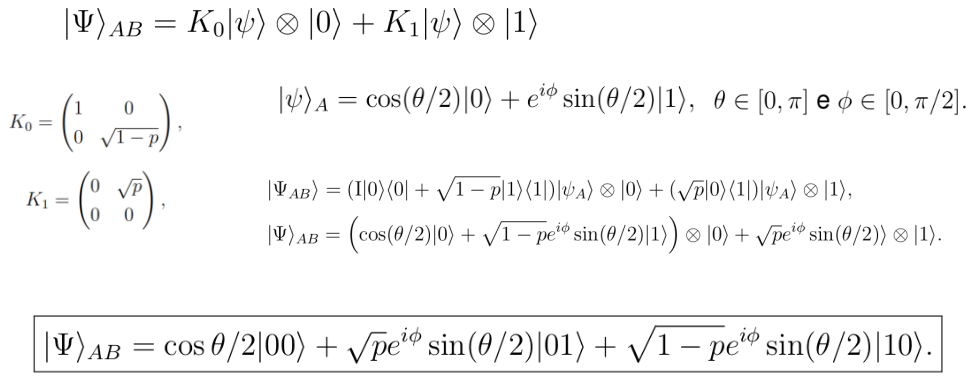 |Ψ⟩_{AB} = K_0|ψ⟩ ⊗ |0⟩ + K_1|ψ⟩ ⊗ |1⟩
K_0 = \begin{pmatrix} 1 & 0 \\ 0 & \sqrt{1-p} \end{pmatrix},
|ψ⟩_A = cos(θ/2)|0⟩ + e^{iϕ} sin(θ/2)|1⟩, θ ∈ [0, π] e ϕ ∈ [0, π/2].
K_1 = \begin{pmatrix} 0 & \sqrt{p} \\ 0 & 0 \end{pmatrix},
|Ψ_{AB}⟩ = (I|0⟩⟨0| + \sqrt{1-p}|1⟩⟨1|)|ψ_A⟩ ⊗ |0⟩ + (\sqrt{p}|0⟩⟨1|)|ψ_A⟩ ⊗ |1⟩,
|Ψ⟩_{AB} = (cos(θ/2)|0⟩ + \sqrt{1-p}e^{iϕ} sin(θ/2)|1⟩) ⊗ |0⟩ + \sqrt{p}e^{iϕ} sin(θ/2)⟩ ⊗ |1⟩.
|Ψ⟩_{AB} = cos θ/2|00⟩ + \sqrt{p}e^{iϕ} sin(θ/2)|01⟩ + \sqrt{1-p}e^{iϕ} sin(θ/2)|10⟩.